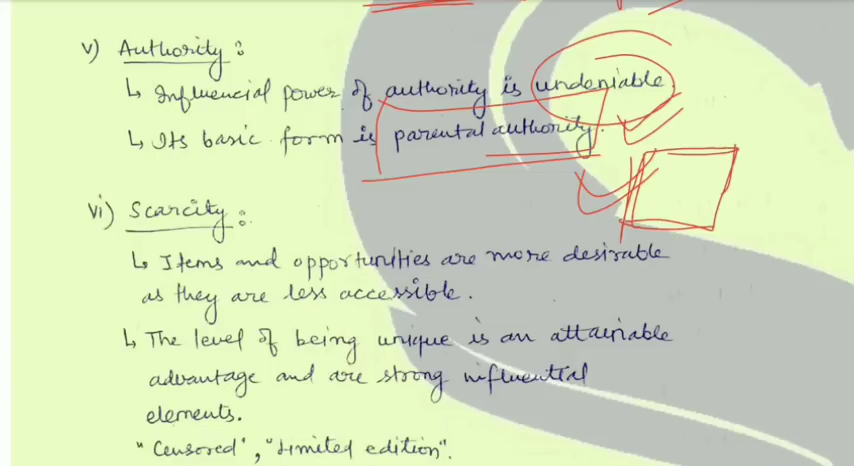 v) Authority:
↳ Influencial power of authority is undeniable
↳ Its basic form is parental authority.
vi) Scarcity:
↳ Items and opportunities are more desirable
as they are less accessible.
↳ The level of being unique is an attainable
advantage and are strong influential
elements.
"Censored", "Limited edition".